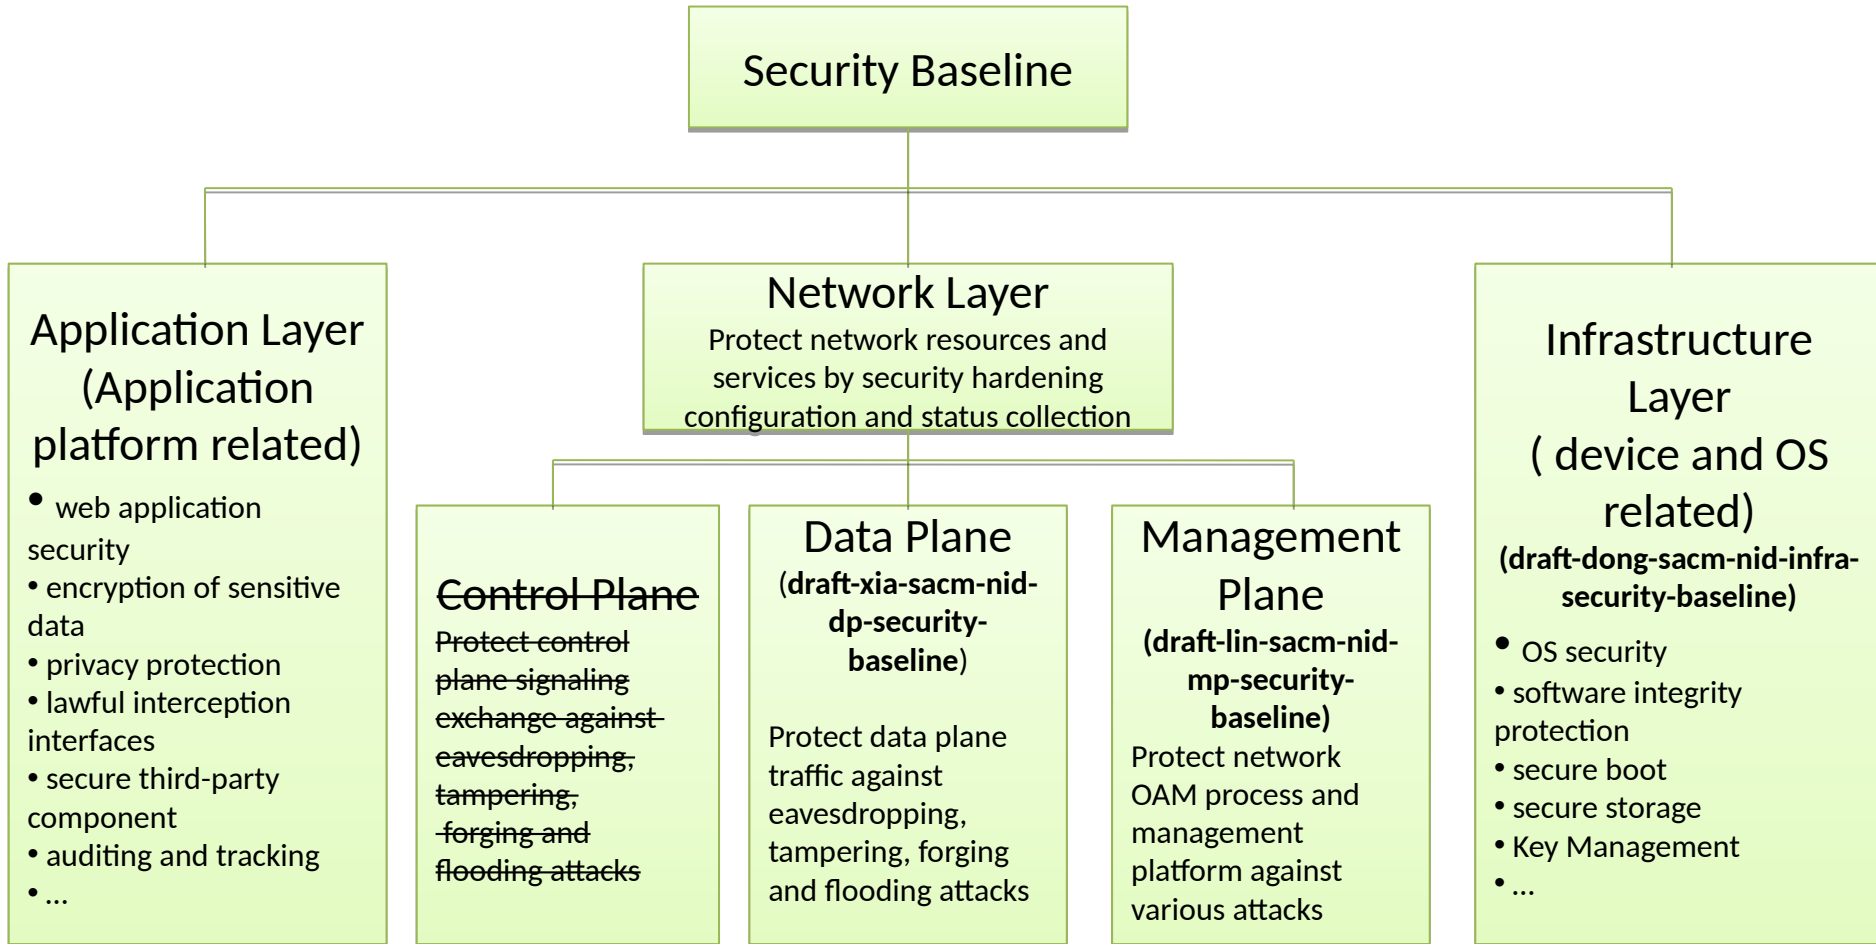 Security Baseline
Network Layer
Protect network resources and
services by security hardening
configuration and status collection
Application Layer
(Application
platform related)
• web application
security
• encryption of sensitive
data
• privacy protection
• lawful interception
interfaces
• secure third-party
component
• auditing and tracking
• ...
Control Plane
Protect control
plane signaling
exchange against
eavesdropping,
tampering,
forging and
flooding attacks
Data Plane
(draft-xia-sacm-nid-
dp-security-
baseline)
Protect data plane
traffic against
eavesdropping,
tampering, forging
and flooding attacks
Management
Plane
(draft-lin-sacm-nid-
mp-security-
baseline)
Protect network
OAM process and
management
platform against
various attacks
Infrastructure
Layer
( device and OS
related)
(draft-dong-sacm-nid-infra-
security-baseline)
• OS security
• software integrity
protection
• secure boot
• secure storage
• Key Management
• ...